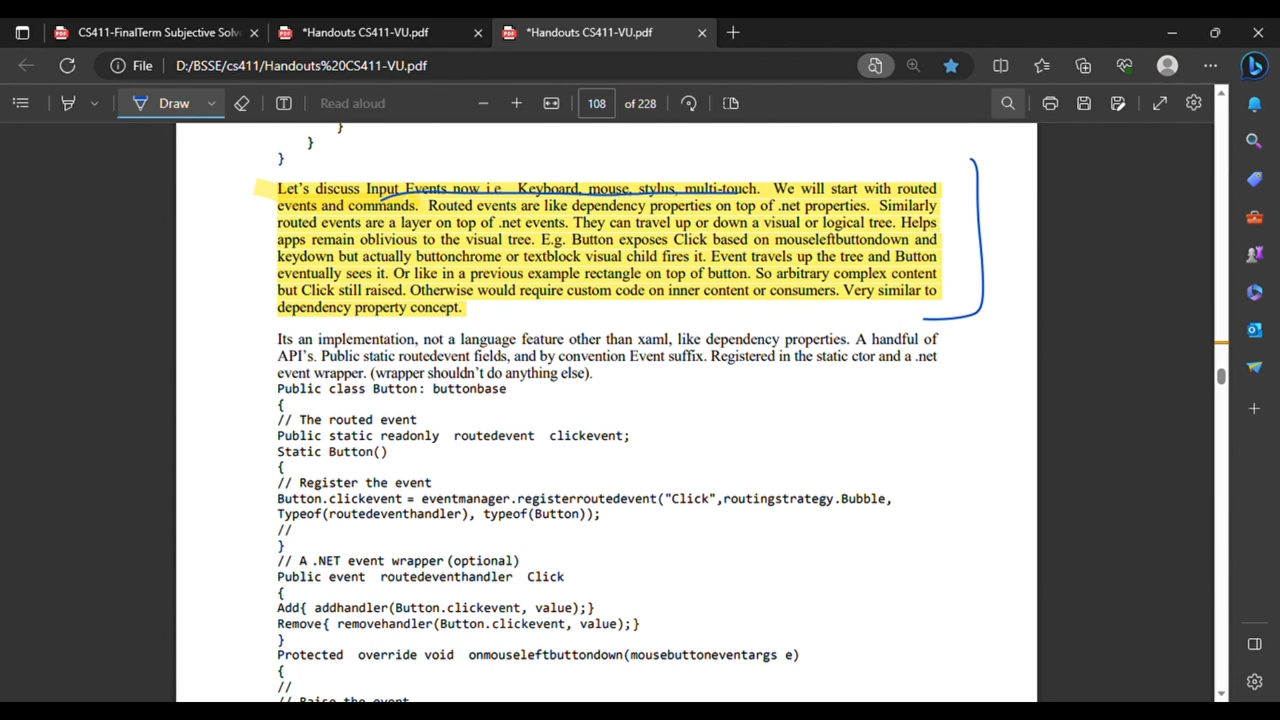 CS411-FinalTerm Subjective Solv
*Handouts CS411-VU.pdf
*Handouts CS411-VU.pdf
File
D:/BSSE/cs411/Handouts%20CS411-VU.pdf
Draw
Read aloud
108
of 228
}
}
}
Let's discuss Input Events now i.e Keyboard, mouse, stylus, multi-touch. We will start with routed
events and commands. Routed events are like dependency properties on top of .net properties. Similarly
routed events are a layer on top of .net events. They can travel up or down a visual or logical tree. Helps
apps remain oblivious to the visual tree. E.g. Button exposes Click based on mouseleftbuttondown and
keydown but actually buttonchrome or textblock visual child fires it. Event travels up the tree and Button
eventually sees it. Or like in a previous example rectangle on top of button. So arbitrary complex content
but Click still raised. Otherwise would require custom code on inner content or consumers. Very similar to
dependency property concept.
Its an implementation, not a language feature other than xaml, like dependency properties. A handful of
API's. Public static routedevent fields, and by convention Event suffix. Registered in the static ctor and a .net
event wrapper. (wrapper shouldn't do anything else).
Public class Button: buttonbase
{
// The routed event
Public static readonly routedevent clickevent;
Static Button()
{
// Register the event
Button.clickevent = eventmanager.registerroutedevent("Click",routingstrategy.Bubble,
Typeof(routedeventhandler), typeof(Button));
//
}
// A .NET event wrapper (optional)
Public event routedeventhandler Click
{
Add{ addhandler(Button.clickevent, value);}
Remove{ removehandler(Button.clickevent, value);}
}
Protected override void onmouseleftbuttondown(mousebuttoneventargs e)
{
//
// Raise the event